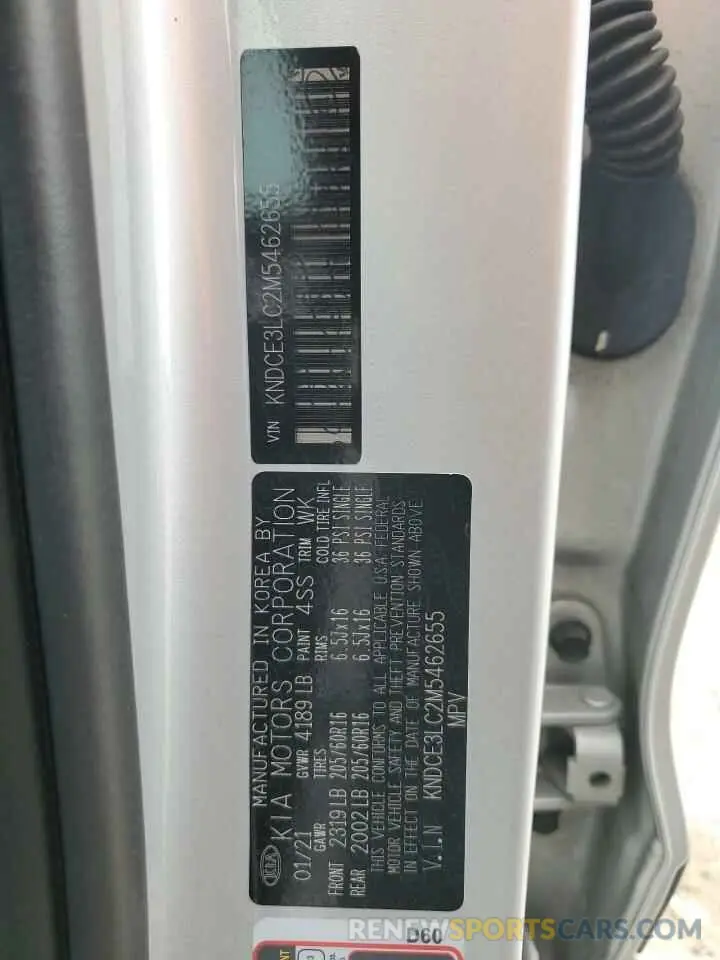 VIN KNDCE3LC2M5462655
KIA
MANUFACTURED IN KOREA BY
KIA MOTORS CORPORATION
01/21 GVWR 4189 LB PAINT 4SS TRIM WK
GAWR TIRES RIMS COLD TIRE INFL
FRONT 2319 LB 205/60R16 6.5Jx16 36 PSI SINGLE
REAR 2002 LB 205/60R16 6.5Jx16 36 PSI SINGLE
THIS VEHICLE CONFORMS TO ALL APPLICABLE USA FEDERAL
MOTOR VEHICLE SAFETY AND THEFT PREVENTION STANDARDS
IN EFFECT ON THE DATE OF MANUFACTURE SHOWN ABOVE
V.I.N KNDCE3LC2M5462655
MPV
D60
RENEWSPORTSCARS.COM